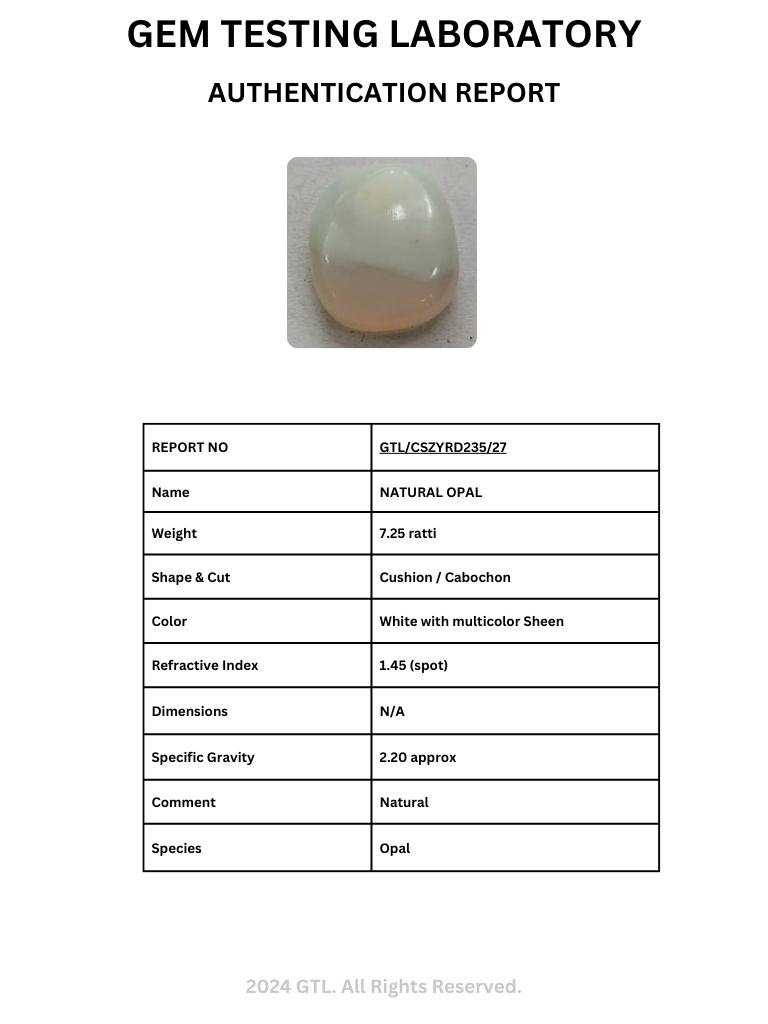 GEM TESTING LABORATORY
AUTHENTICATION REPORT
REPORT NO GTL/CSZYRD235/27
Name NATURAL OPAL
Weight 7.25 ratti
Shape & Cut Cushion / Cabochon
Color White with multicolor Sheen
Refractive Index 1.45 (spot)
Dimensions N/A
Specific Gravity 2.20 approx
Comment Natural
Species Opal
2024 GTL. All Rights Reserved.